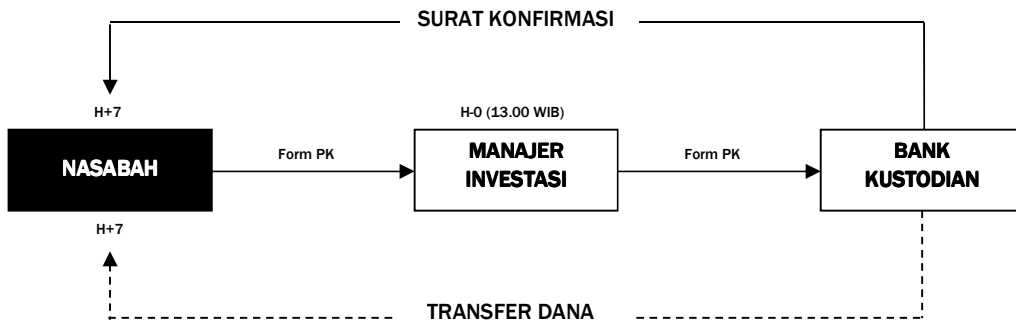 SURAT KONFIRMASI
H+7
H-0 (13.00 WIB)
NASABAH
Form PK
MANAJER
INVESTASI
Form PK
BANK
KUSTODIAN
H+7
TRANSFER DANA